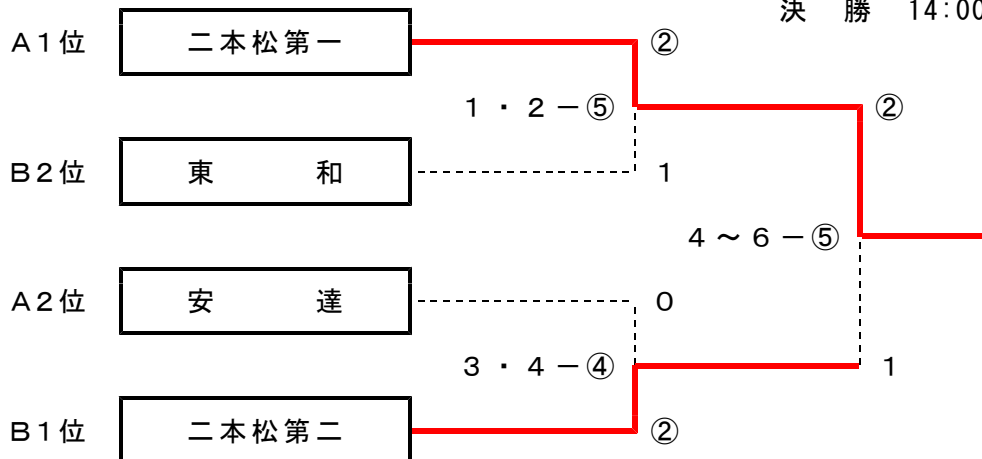 決 勝 14:00
A1位 二本松第一 ②
1・2－⑤ ②
B2位 東 和 1
4～6－⑤
A2位 安 達 0
3・4－④ 1
B1位 二本松第二 ②